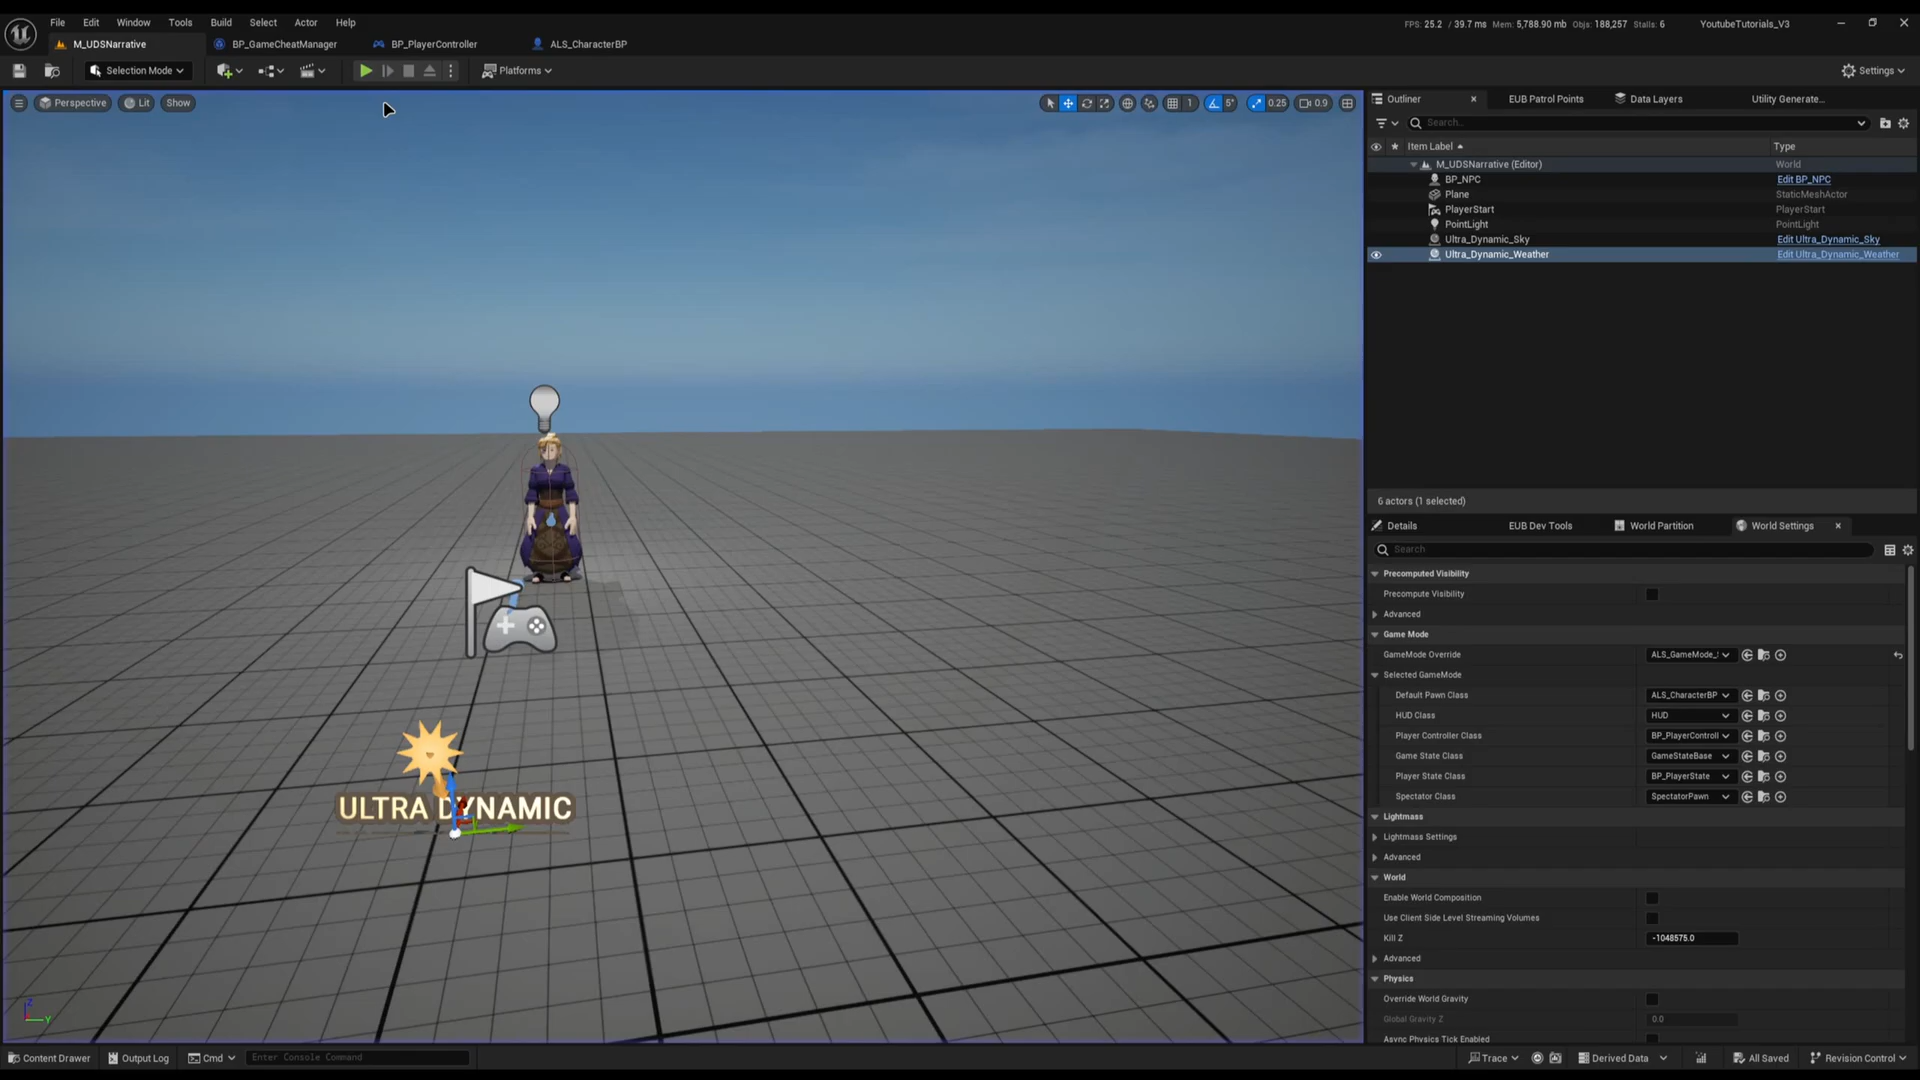 File Edit Window Tools Build Select Actor Help
FPS: 25.2 / 39.7 ms Mem: 5,788.90 mb Objs: 188,257 Stalls: 6 YoutubeTutorials_V3
M_UDSNarrative BP_GameCheatManager BP_PlayerController ALS_CharacterBP
Selection Mode Platforms Settings
Perspective Lit Show 1 5° 0.25 0.9
Outliner EUB Patrol Points Data Layers Utility Generate...
Search...
Item Label Type
M_UDSNarrative (Editor) World
BP_NPC Edit BP_NPC
Plane StaticMeshActor
PlayerStart PlayerStart
PointLight PointLight
Ultra_Dynamic_Sky Edit Ultra_Dynamic_Sky
Ultra_Dynamic_Weather Edit Ultra_Dynamic_Weather
6 actors (1 selected)
Details EUB Dev Tools World Partition World Settings
Search
Precomputed Visibility
Precompute Visibility
Advanced
Game Mode
GameMode Override ALS_GameMode_
Selected GameMode
Default Pawn Class ALS_CharacterBP
HUD Class HUD
Player Controller Class BP_PlayerControll
Game State Class GameStateBase
Player State Class BP_PlayerState
Spectator Class SpectatorPawn
Lightmass
Lightmass Settings
Advanced
World
Enable World Composition
Use Client Side Level Streaming Volumes
Kill Z -1048575.0
Advanced
Physics
Override World Gravity
Global Gravity Z 0.0
Async Physics Tick Enabled
ULTRA DYNAMIC
Z
Y
Content Drawer Output Log Cmd Enter Console Command Trace Derived Data All Saved Revision Control